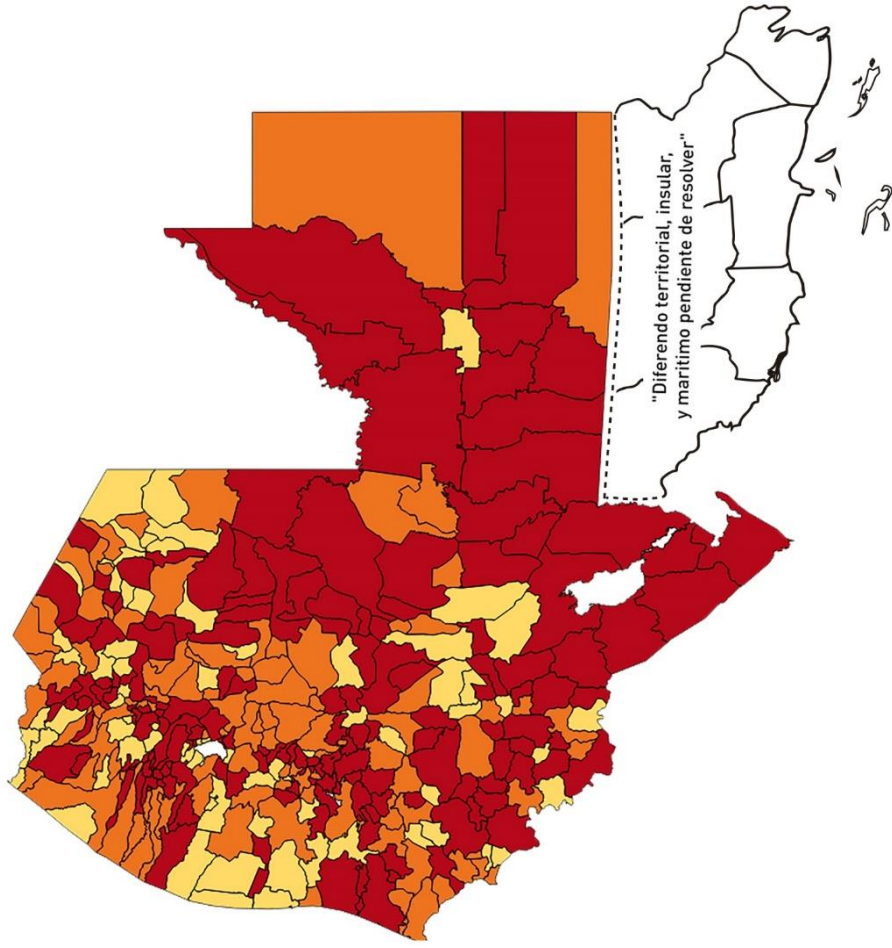 "Diferendo territorial, insular,
y marítimo pendiente de resolver"